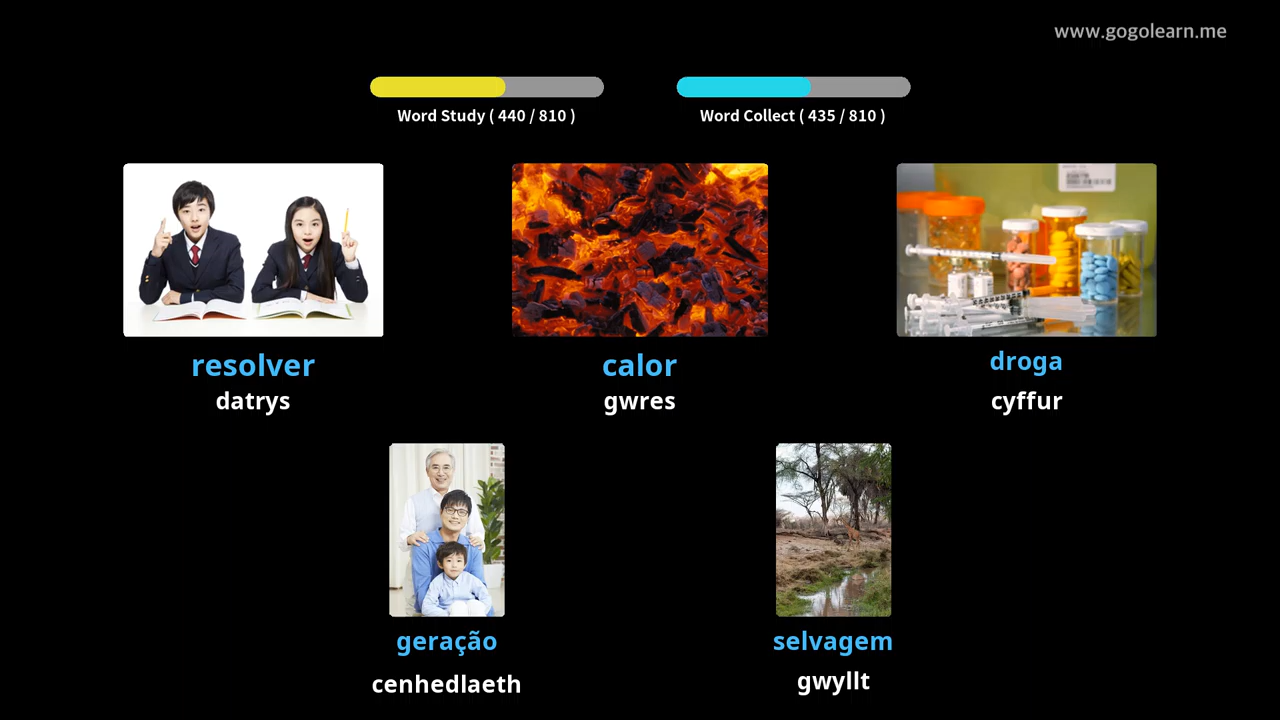 www.gogolearn.me
Word Study ( 440 / 810 )
Word Collect ( 435 / 810 )
resolver
datrys
calor
gwres
droga
cyffur
geração
cenhedlaeth
selvagem
gwyllt